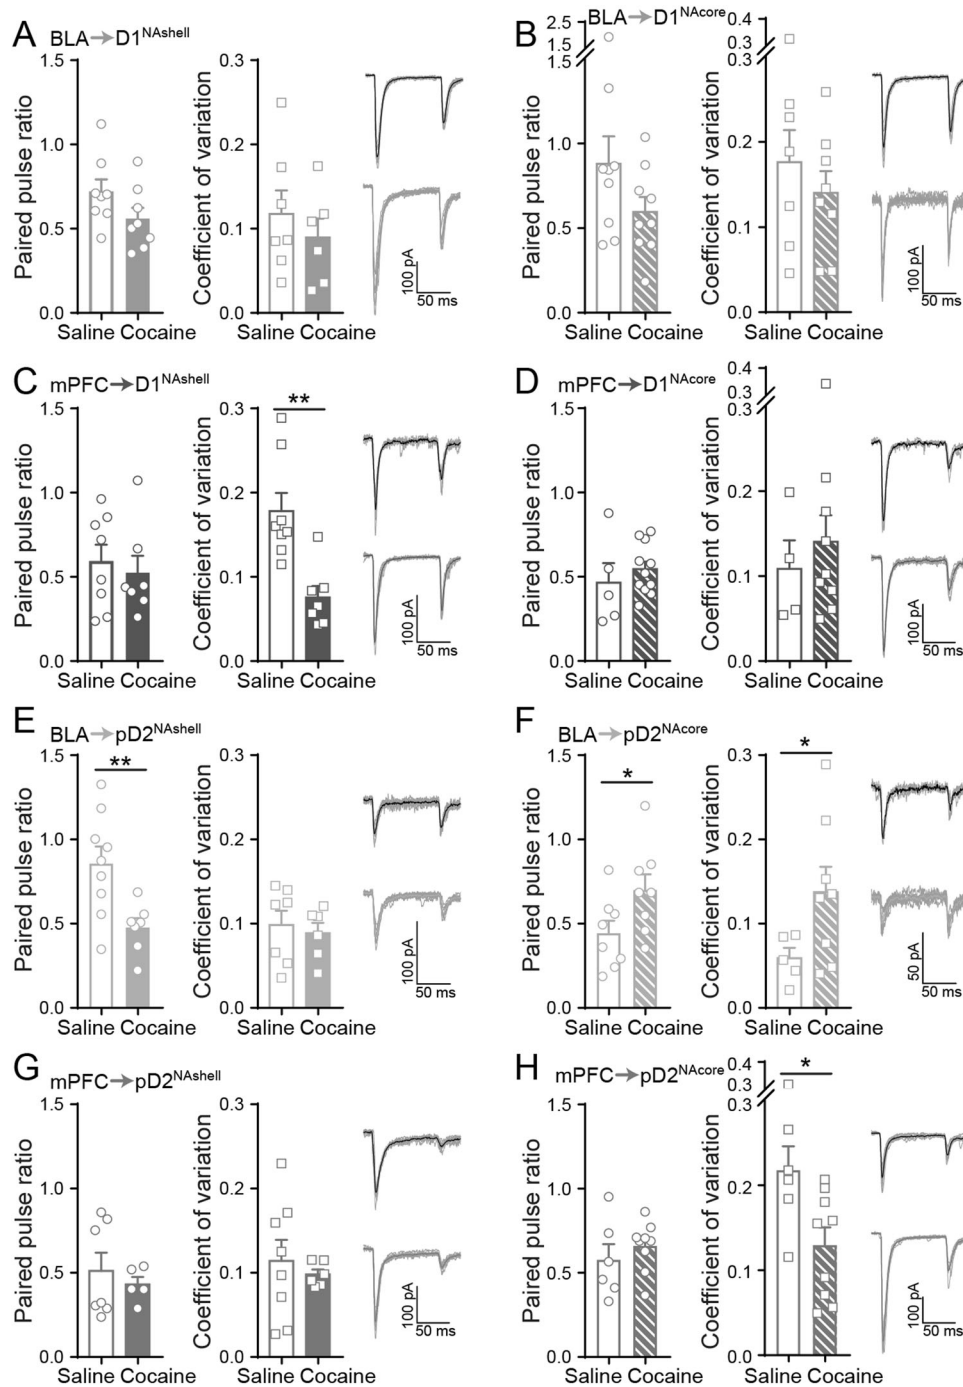 A
BLA→D1NAshell
Paired pulse ratio
1.5
1.0
0.5
0.0
Saline Cocaine
Coefficient of variation
0.3
0.2
0.1
0.0
Saline Cocaine
100 pA
50 ms
B
BLA→D1NAcore
Paired pulse ratio
2.5
1.5
1.5
1.0
0.5
0.0
Saline Cocaine
Coefficient of variation
0.4
0.3
0.3
0.2
0.1
0.0
Saline Cocaine
100 pA
50 ms
C
mPFC→D1NAshell
Paired pulse ratio
1.5
1.0
0.5
0.0
Saline Cocaine
Coefficient of variation
0.3
0.2
0.1
0.0
**
Saline Cocaine
100 pA
50 ms
D
mPFC→D1NAcore
Paired pulse ratio
1.5
1.0
0.5
0.0
Saline Cocaine
Coefficient of variation
0.4
0.3
0.3
0.2
0.1
0.0
Saline Cocaine
100 pA
50 ms
E
BLA→pD2NAshell
Paired pulse ratio
1.5
1.0
0.5
0.0
**
Saline Cocaine
Coefficient of variation
0.3
0.2
0.1
0.0
Saline Cocaine
100 pA
50 ms
F
BLA→pD2NAcore
Paired pulse ratio
1.5
1.0
0.5
0.0
*
Saline Cocaine
Coefficient of variation
0.3
0.2
0.1
0.0
*
Saline Cocaine
50 pA
50 ms
G
mPFC→pD2NAshell
Paired pulse ratio
1.5
1.0
0.5
0.0
Saline Cocaine
Coefficient of variation
0.3
0.2
0.1
0.0
Saline Cocaine
100 pA
50 ms
H
mPFC→pD2NAcore
Paired pulse ratio
1.5
1.0
0.5
0.0
Saline Cocaine
Coefficient of variation
0.4
0.3
0.3
0.2
0.1
0.0
*
Saline Cocaine
100 pA
50 ms